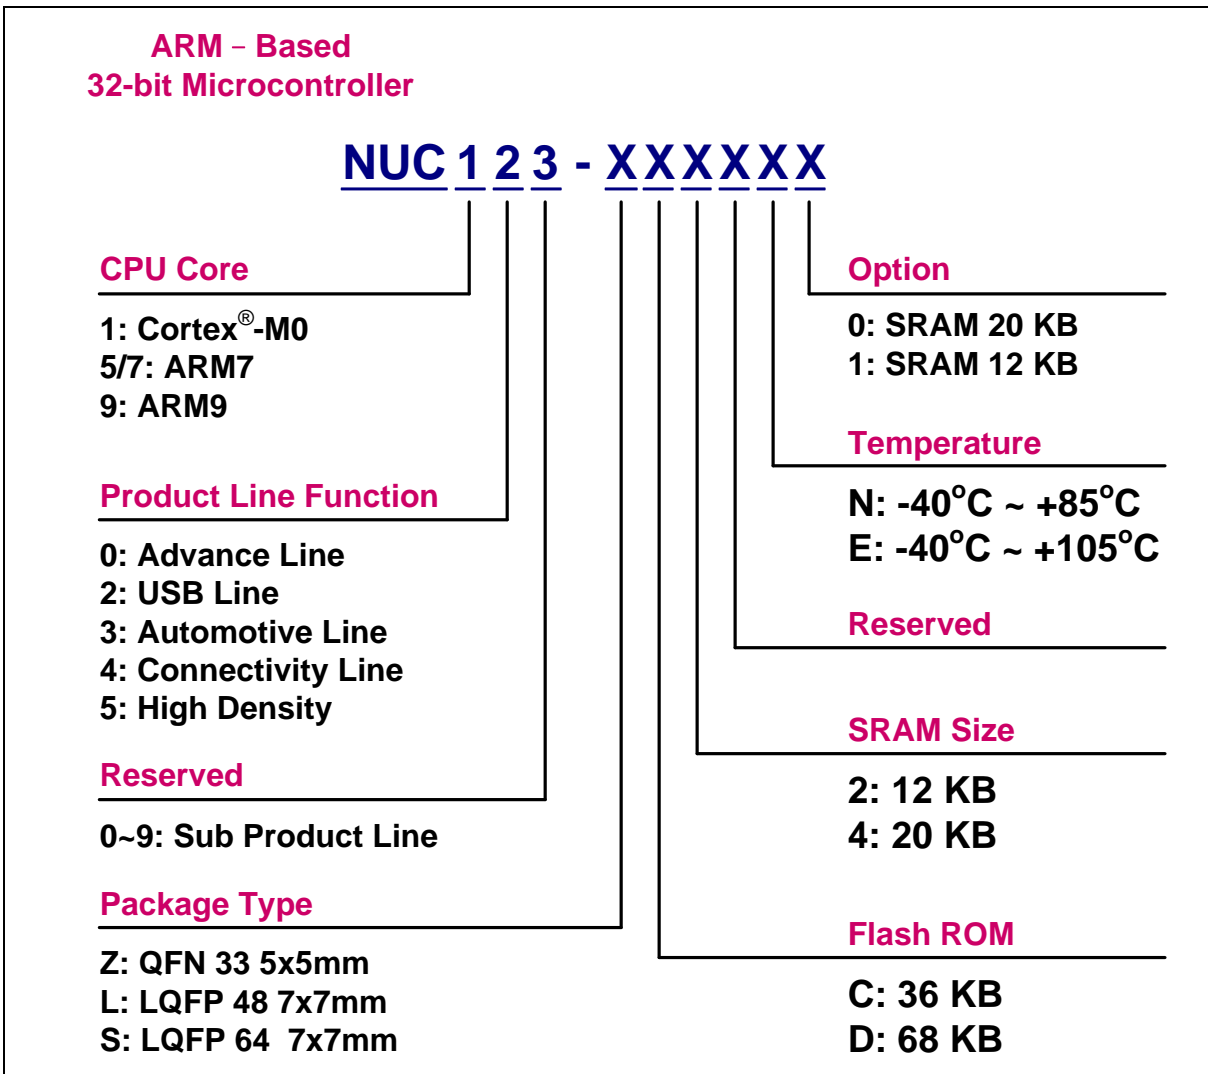 ARM – Based
32-bit Microcontroller
NUC 1 2 3 - X X X X X X
CPU Core
1: Cortex®-M0
5/7: ARM7
9: ARM9
Product Line Function
0: Advance Line
2: USB Line
3: Automotive Line
4: Connectivity Line
5: High Density
Reserved
0~9: Sub Product Line
Package Type
Z: QFN 33 5x5mm
L: LQFP 48 7x7mm
S: LQFP 64  7x7mm
Option
0: SRAM 20 KB
1: SRAM 12 KB
Temperature
N: -40°C ~ +85°C
E: -40°C ~ +105°C
Reserved
SRAM Size
2: 12 KB
4: 20 KB
Flash ROM
C: 36 KB
D: 68 KB